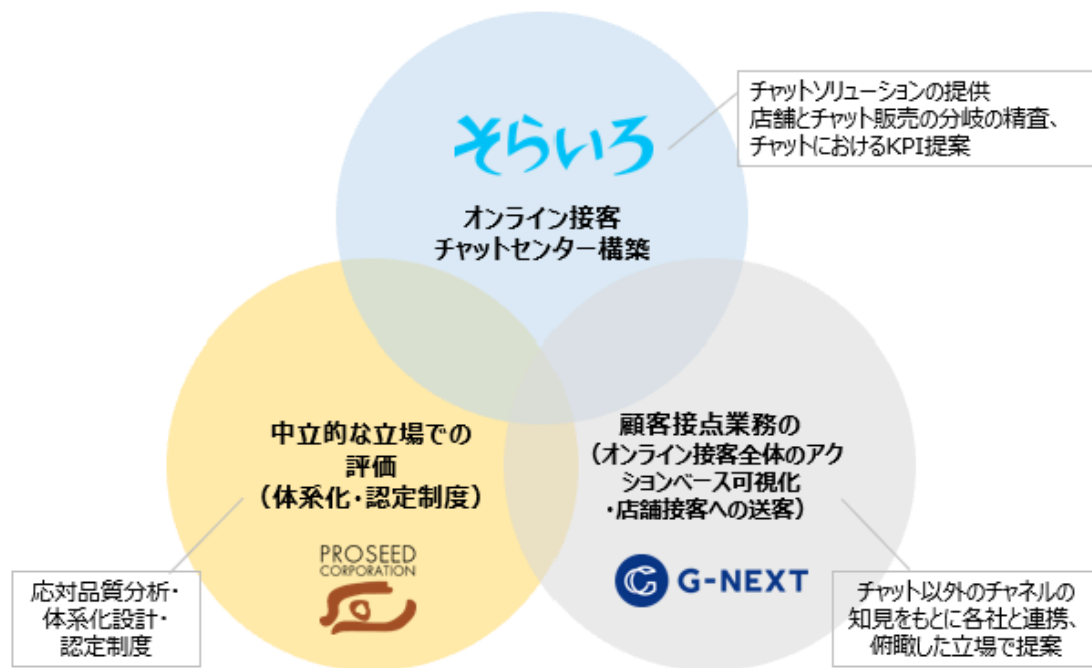 チャットソリューションの提供
店舗とチャット販売の分岐の精査、
チャットにおけるKPI提案
そらいろ
オンライン接客
チャットセンター構築
中立的な立場での
評価
（体系化・認定制度）
PROSEED
CORPORATION
応対品質分析・
体系化設計・
認定制度
顧客接点業務の
（オンライン接客全体のアク
ションベース可視化
・店舗接客への送客）
G-NEXT
チャット以外のチャネルの
知見をもとに各社と連携、
俯瞰した立場で提案